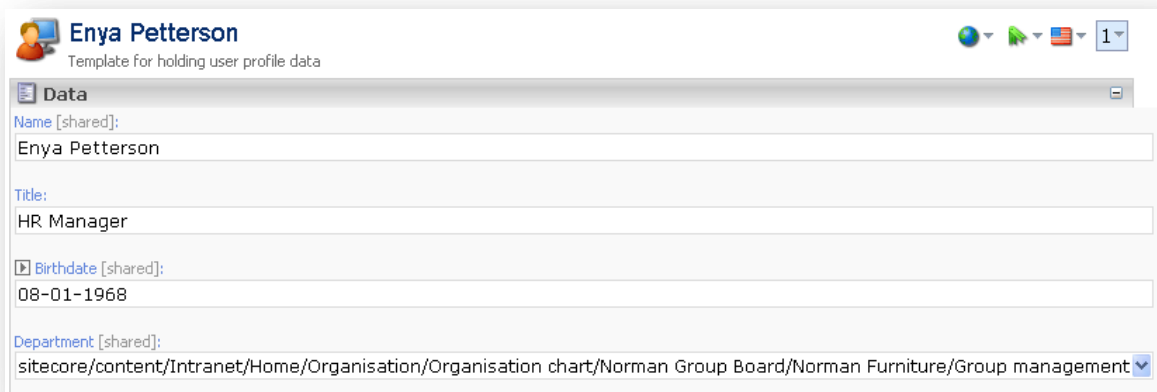 Enya Petterson
Template for holding user profile data
1
Data
Name [shared]:
Enya Petterson
Title:
HR Manager
Birthdate [shared]:
08-01-1968
Department [shared]:
sitecore/content/Intranet/Home/Organisation/Organisation chart/Norman Group Board/Norman Furniture/Group management